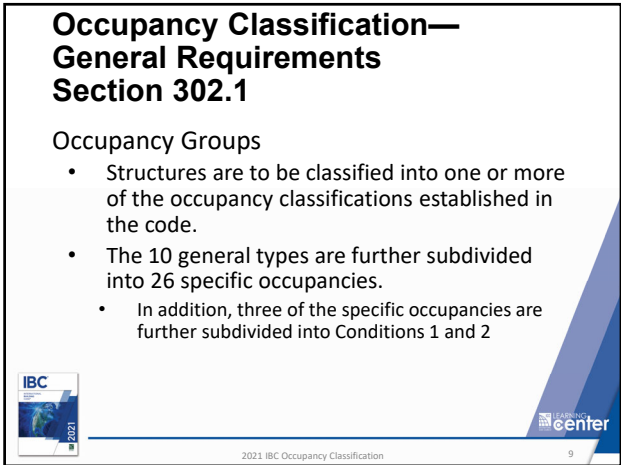 Occupancy Classification—
General Requirements
Section 302.1
Occupancy Groups
• Structures are to be classified into one or more
of the occupancy classifications established in
the code.
• The 10 general types are further subdivided
into 26 specific occupancies.
• In addition, three of the specific occupancies are
further subdivided into Conditions 1 and 2
IBC
2021
LEARNING
center
2021 IBC Occupancy Classification
9